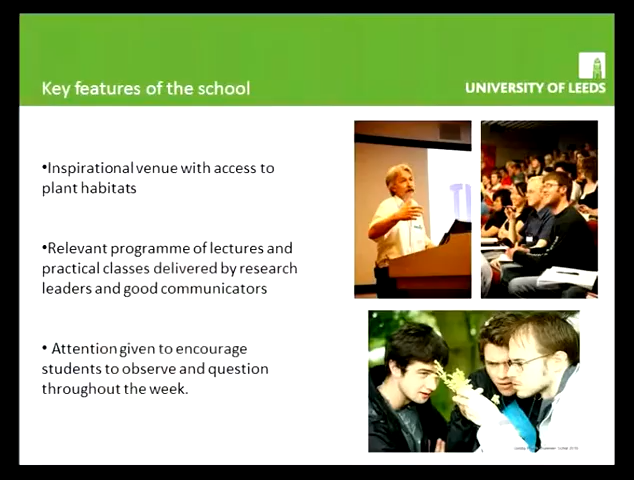 Key features of the school
UNIVERSITY OF LEEDS
•Inspirational venue with access to
plant habitats
•Relevant programme of lectures and
practical classes delivered by research
leaders and good communicators
• Attention given to encourage
students to observe and question
throughout the week.